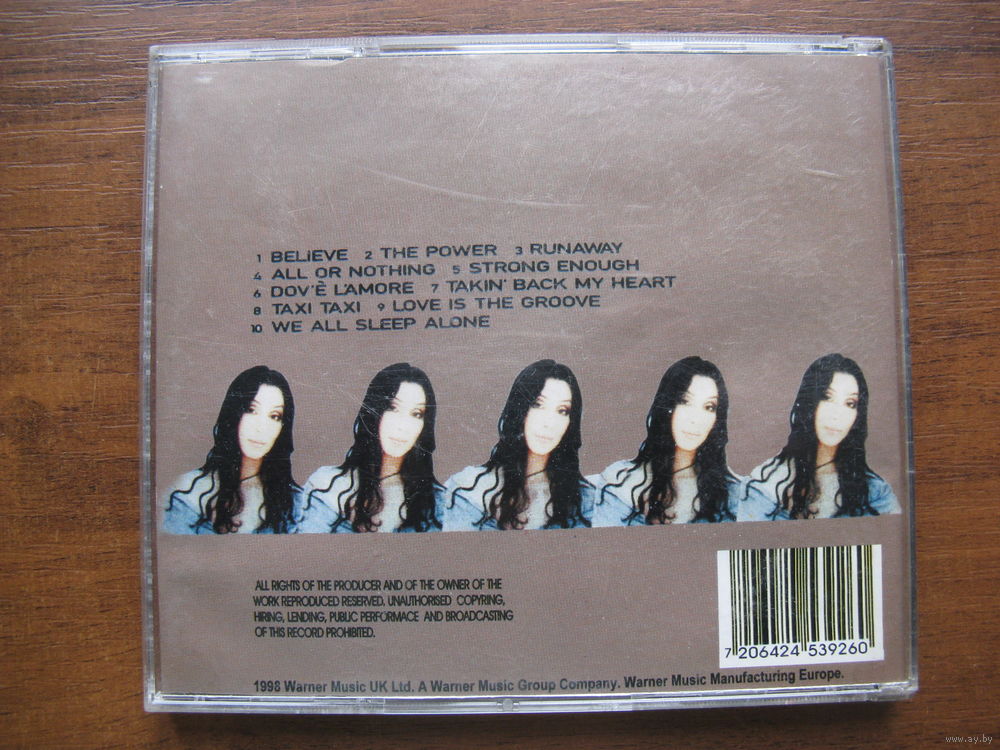 1 BELiEVE 2 THE POWER 3 RUNAWAY
4 ALL OR NOTHING 5 STRONG ENOUGH
6 DOV'È L'AMORE 7 TAKIN' BACK MY HEART
8 TAXI TAXI 9 LOVE IS THE GROOVE
10 WE ALL SLEEP ALONE
ALL RIGHTS OF THE PRODUCER AND OF THE OWNER OF THE
WORK REPRODUCED RESERVED. UNAUTHORISED COPYRING,
HIRING, LENDING, PUBLIC PERFORMACE AND BROADCASTING
OF THIS RECORD PROHIBITED.
7 206424 539260
1998 Warner Music UK Ltd. A Warner Music Group Company. Warner Music Manufacturing Europe.
www.ay.by